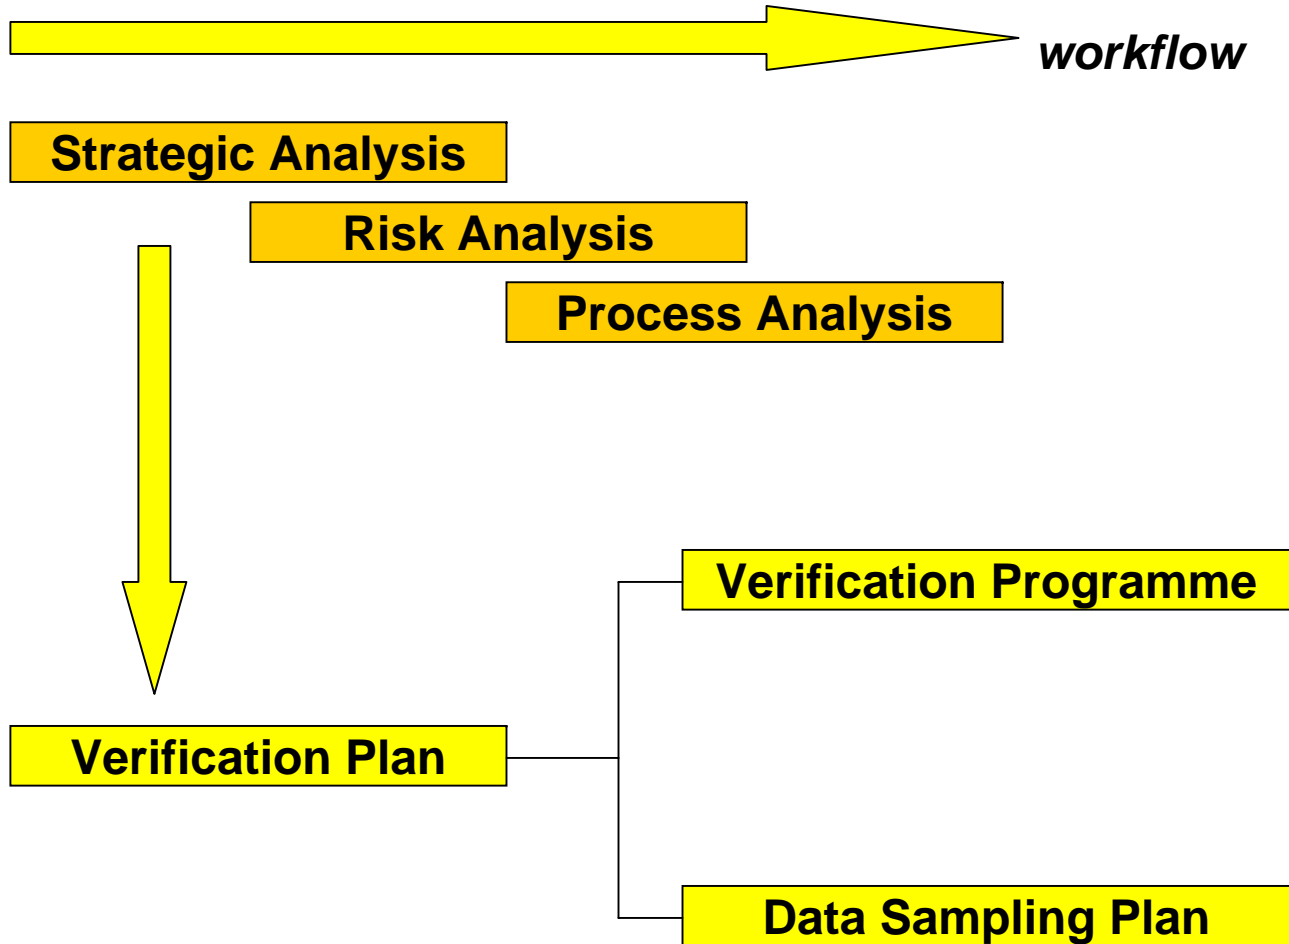 workflow
Strategic Analysis
Risk Analysis
Process Analysis
Verification Programme
Verification Plan
Data Sampling Plan